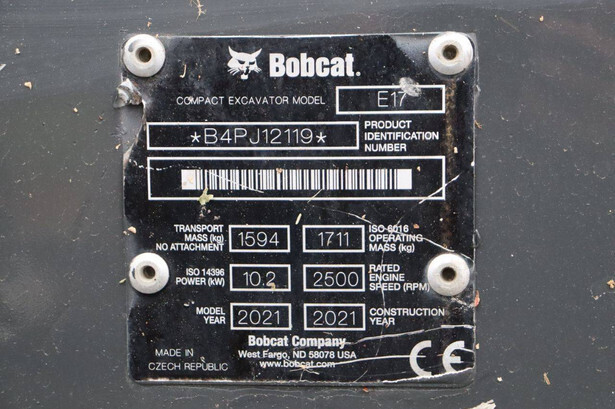 Bobcat.
COMPACT EXCAVATOR MODEL E17
*B4PJ12119* PRODUCT IDENTIFICATION NUMBER
TRANSPORT MASS (kg) NO ATTACHMENT 1594 1711 ISO 6016 OPERATING MASS (kg)
ISO 14396 POWER (kW) 10.2 2500 RATED ENGINE SPEED (RPM)
MODEL YEAR 2021 2021 CONSTRUCTION YEAR
Bobcat Company
West Fargo, ND 58078 USA
www.bobcat.com
MADE IN
CZECH REPUBLIC
CE